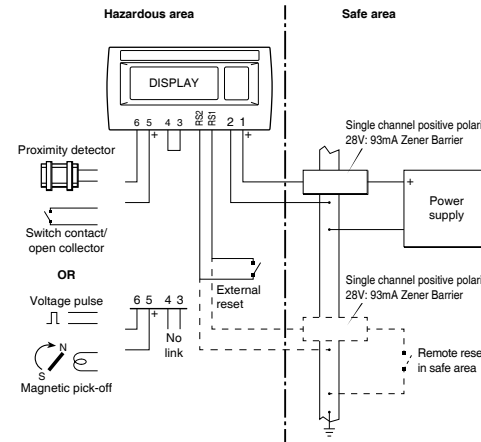 Hazardous area
Safe area
DISPLAY
6 5 4 3 RS2 RS1 2 1
+ +
Proximity detector
Switch contact/
open collector
OR
Voltage pulse
6 5 4 3
+
No
link
N
S
Magnetic pick-off
External
reset
Single channel positive polari
28V: 93mA Zener Barrier
+
Power
supply
Single channel positive polari
28V: 93mA Zener Barrier
Remote rese
in safe area